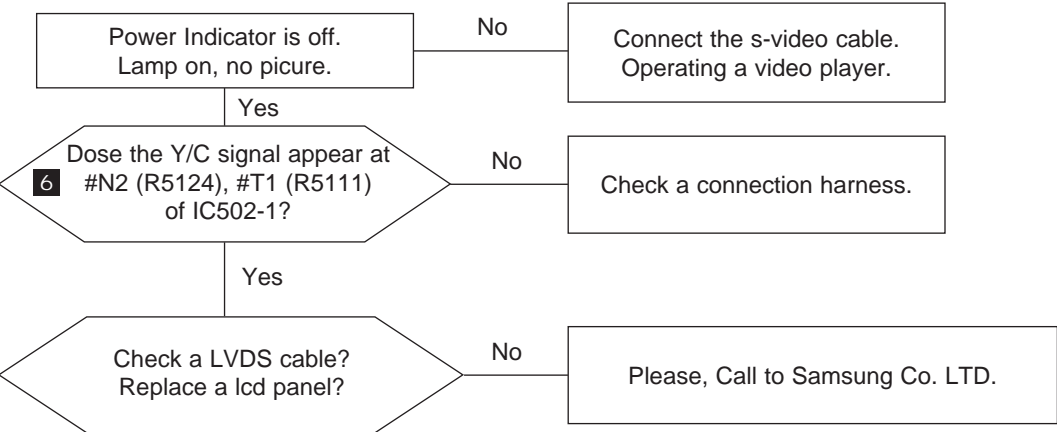 Power Indicator is off.
Lamp on, no picure.
No
Connect the s-video cable.
Operating a video player.
Yes
Dose the Y/C signal appear at
6 #N2 (R5124), #T1 (R5111)
of IC502-1?
No
Check a connection harness.
Yes
Check a LVDS cable?
Replace a lcd panel?
No
Please, Call to Samsung Co. LTD.